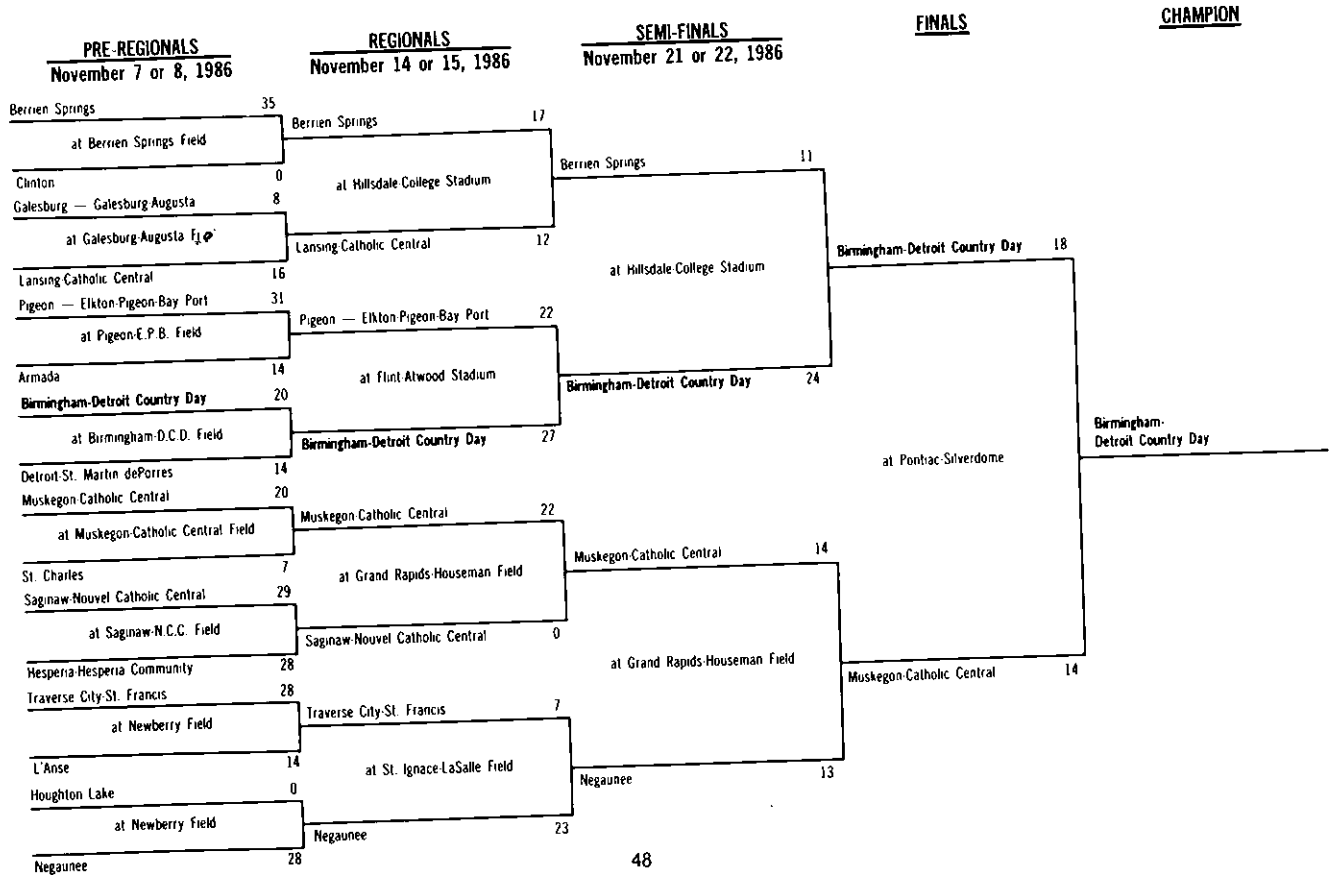 PRE-REGIONALS
November 7 or 8, 1986
REGIONALS
November 14 or 15, 1986
SEMI-FINALS
November 21 or 22, 1986
FINALS
CHAMPION
Berrien Springs 35
at Berrien Springs Field
Clinton 0
Galesburg — Galesburg-Augusta 8
at Galesburg-Augusta
Lansing-Catholic Central 16
Pigeon — Elkton-Pigeon-Bay Port 31
at Pigeon-E.P.B. Field
Armada 14
Birmingham-Detroit Country Day 20
at Birmingham-D.C.D. Field
Detroit-St. Martin dePorres 14
Muskegon-Catholic Central 20
at Muskegon-Catholic Central Field
St. Charles 7
Saginaw-Nouvel Catholic Central 29
at Saginaw-N.C.C. Field
Hesperia-Hesperia Community 28
Traverse City-St. Francis 28
at Newberry Field
L'Anse 14
Houghton Lake 0
at Newberry Field
Negaunee 28
Berrien Springs 17
at Hillsdale-College Stadium
Lansing-Catholic Central 12
Pigeon — Elkton-Pigeon-Bay Port 22
at Flint-Atwood Stadium
Birmingham-Detroit Country Day 27
Muskegon-Catholic Central 22
at Grand Rapids-Houseman Field
Saginaw-Nouvel Catholic Central 0
Traverse City-St. Francis 7
at St. Ignace-LaSalle Field
Negaunee 23
Berrien Springs 11
at Hillsdale-College Stadium
Birmingham-Detroit Country Day 24
Muskegon-Catholic Central 14
at Grand Rapids-Houseman Field
Negaunee 13
Birmingham-Detroit Country Day 18
at Pontiac-Silverdome
Muskegon-Catholic Central 14
Birmingham-
Detroit Country Day
48